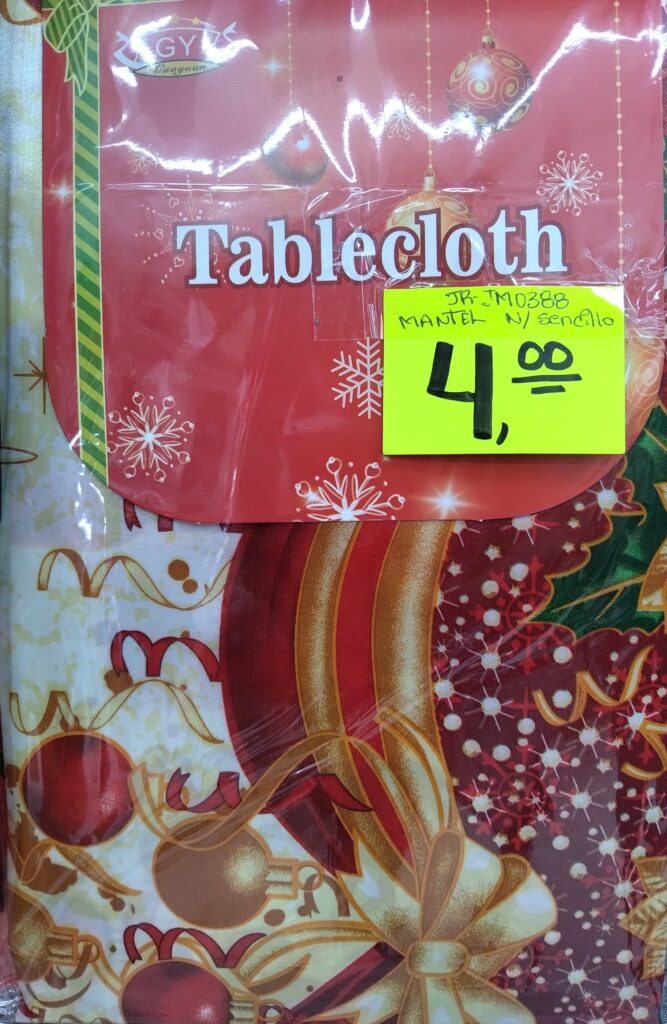 GY
Guoyuan
Tablecloth
JR-JM0388
MANTEL N/ Sencillo
4,00